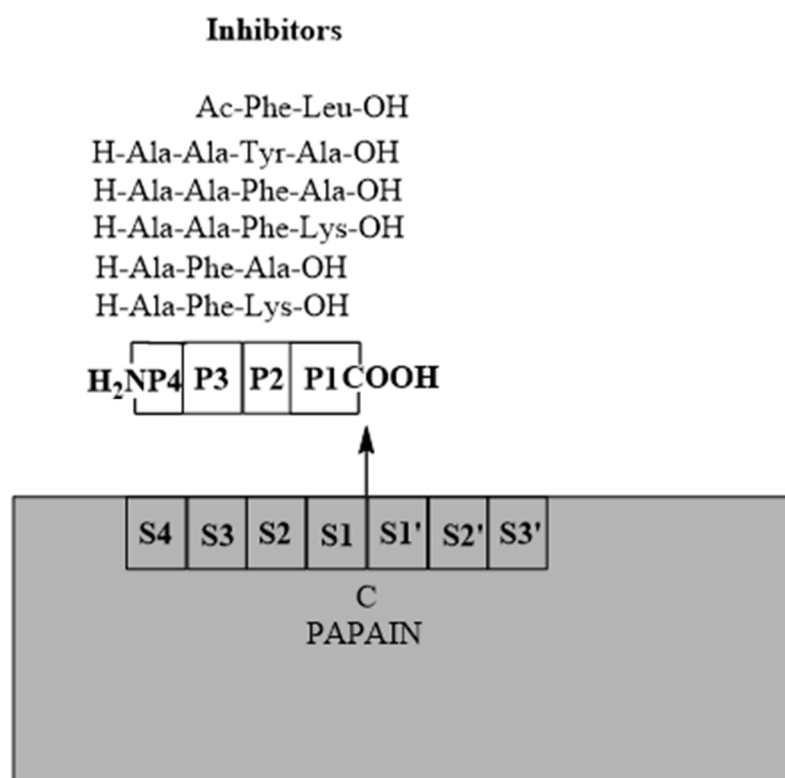 Inhibitors
Ac-Phe-Leu-OH
H-Ala-Ala-Tyr-Ala-OH
H-Ala-Ala-Phe-Ala-OH
H-Ala-Ala-Phe-Lys-OH
H-Ala-Phe-Ala-OH
H-Ala-Phe-Lys-OH
H₂NP4 P3 P2 P1COOH
S4 S3 S2 S1 S1' S2' S3'
C
PAPAIN